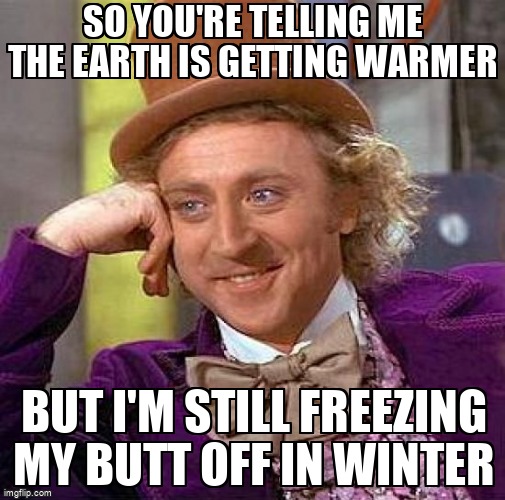 SO YOU'RE TELLING ME
THE EARTH IS GETTING WARMER
BUT I'M STILL FREEZING
MY BUTT OFF IN WINTER
imgflip.com